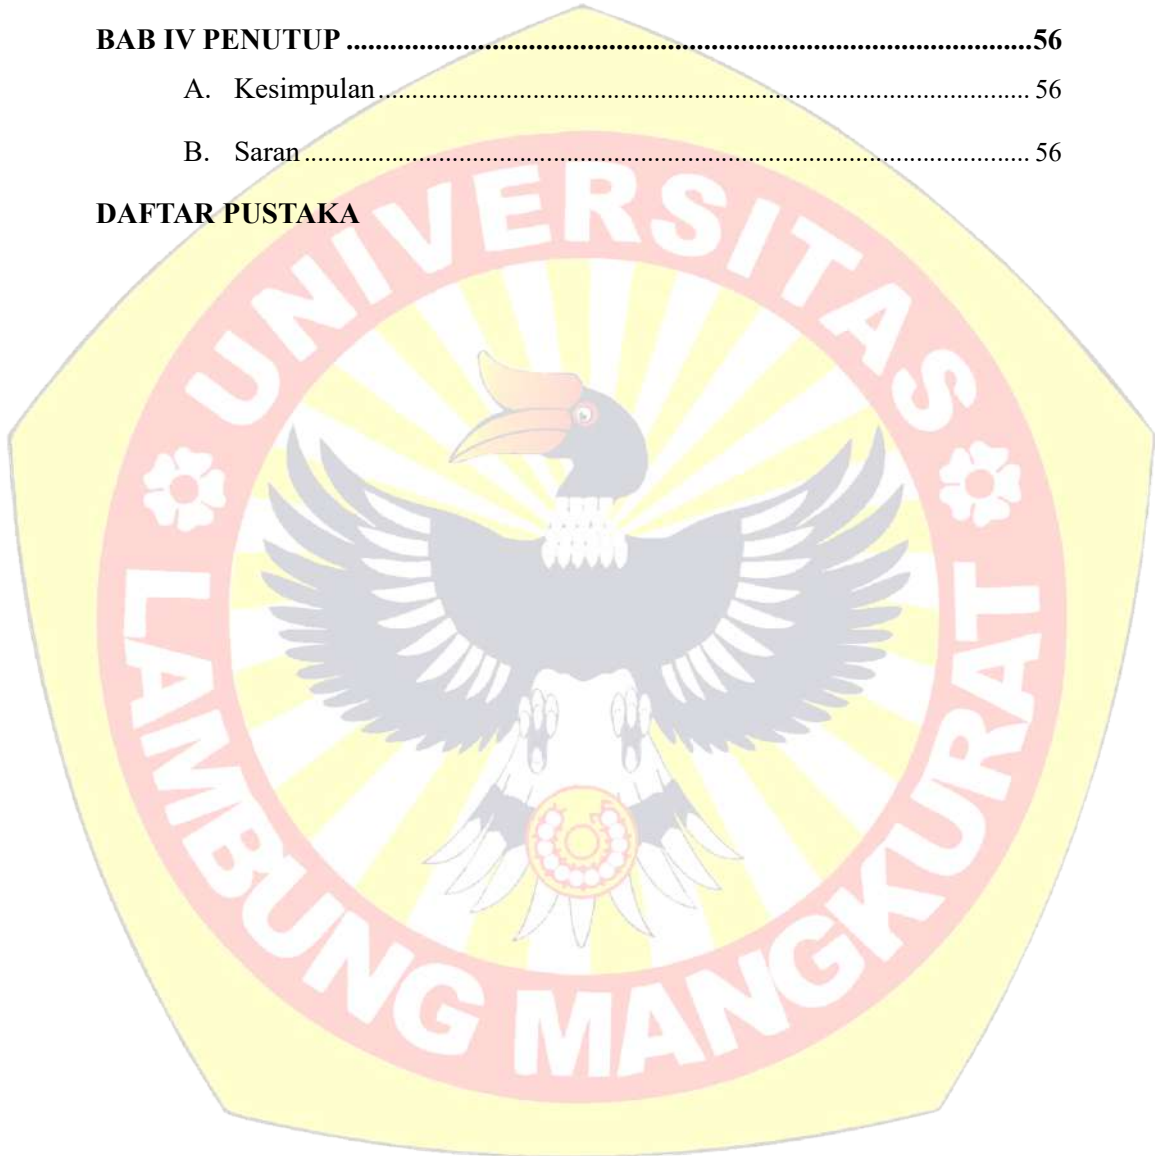 BAB IV PENUTUP ............................................................................................... 56
A. Kesimpulan ................................................................................................ 56
B. Saran ........................................................................................................... 56
DAFTAR PUSTAKA
UNIVERSITAS
LAMBUNG MANGKURAT